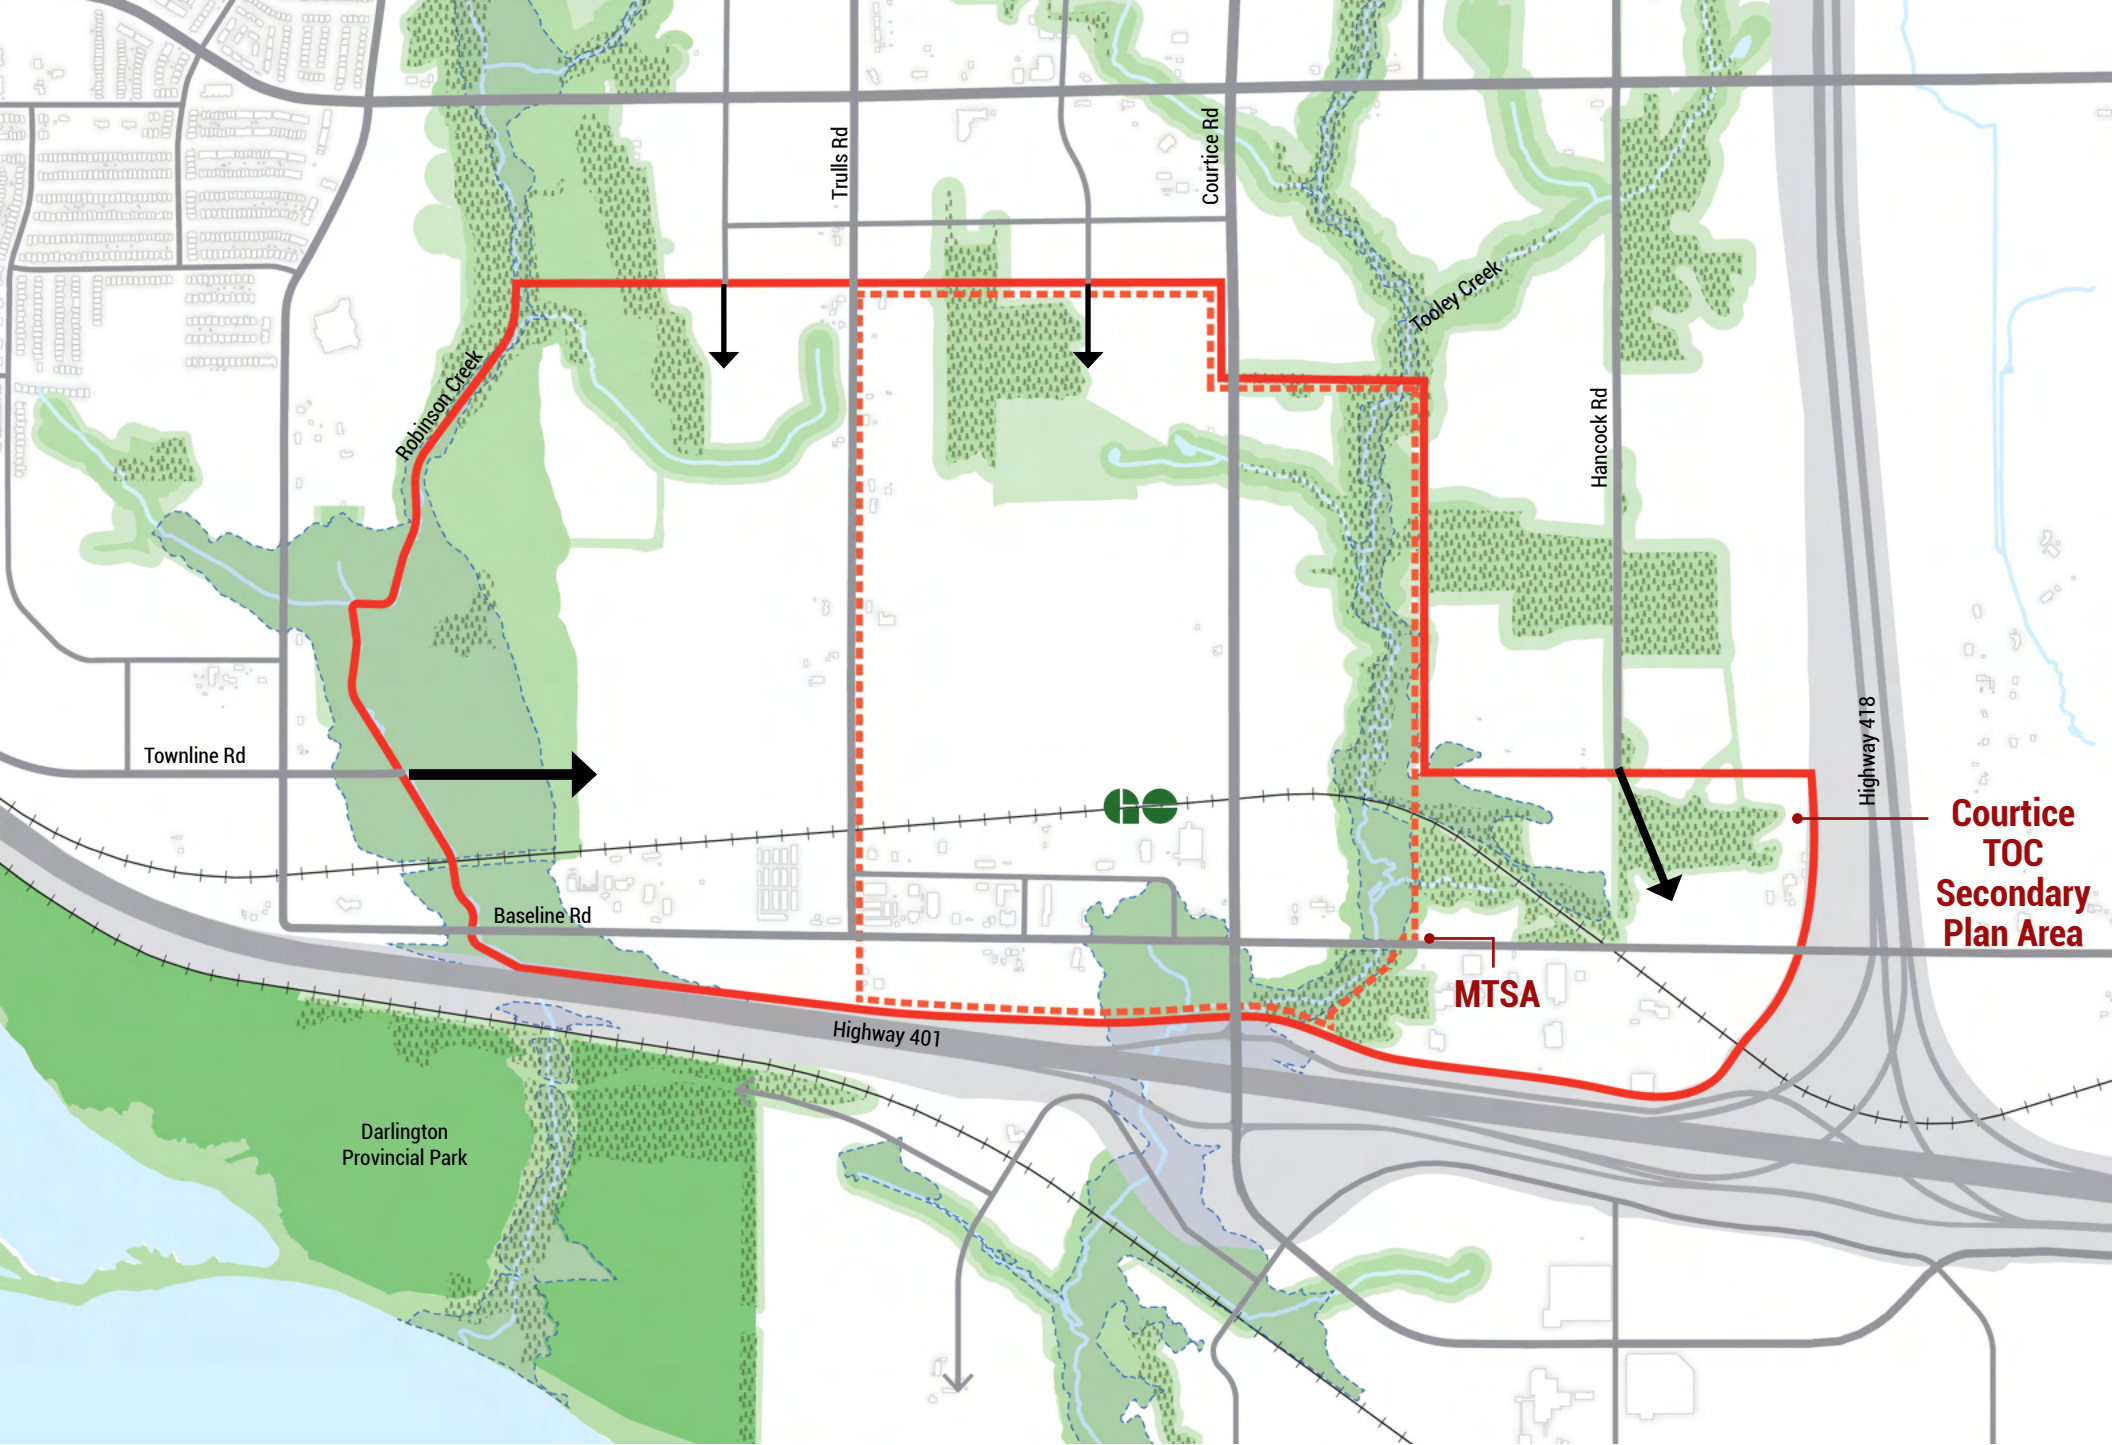 Trulls Rd
Courtice Rd
Tooley Creek
Robinson Creek
Hancock Rd
Townline Rd
Highway 418
Courtice
TOC
Secondary
Plan Area
Baseline Rd
MTSA
Highway 401
Darlington
Provincial Park